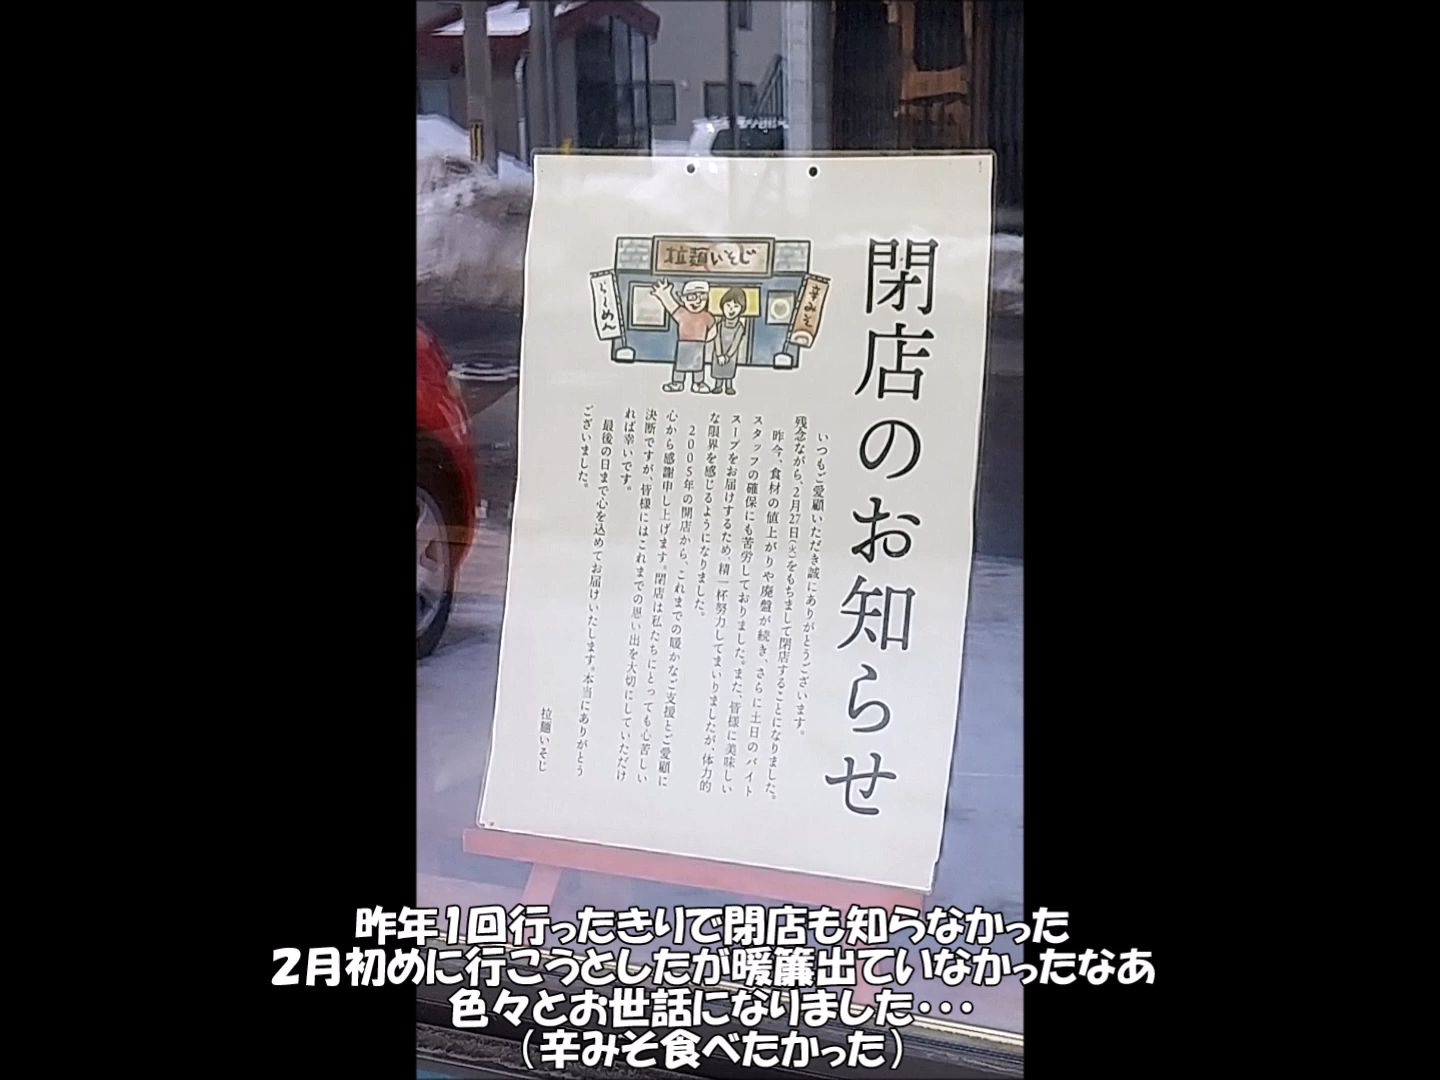 閉店のお知らせ
拉麺いそじ
らーめん
辛みそ
いつもご愛顧いただき誠にありがとうございます。
残念ながら、2月27日(火)をもちまして閉店することになりました。
昨今、食材の値上がりや廃盤が続き、さらに土日のバイト
スタッフの確保にも苦労しておりました。また、皆様に美味しい
スープをお届けするため、精一杯努力してまいりましたが、体力的
な限界を感じるようになりました。
2005年の開店から、これまでの暖かなご支援とご愛顧に
心から感謝申し上げます。閉店は私たちにとっても心苦しい
決断ですが、皆様にはこれまでの思い出を大切にしていただけ
れば幸いです。
最後の日まで心を込めてお届けいたします。本当にありがとう
ございました。
拉麺いそじ
昨年1回行ったきりで閉店も知らなかった
2月初めに行こうとしたが暖簾出ていなかったなあ
色々とお世話になりました・・・
（辛みそ食べたかった）